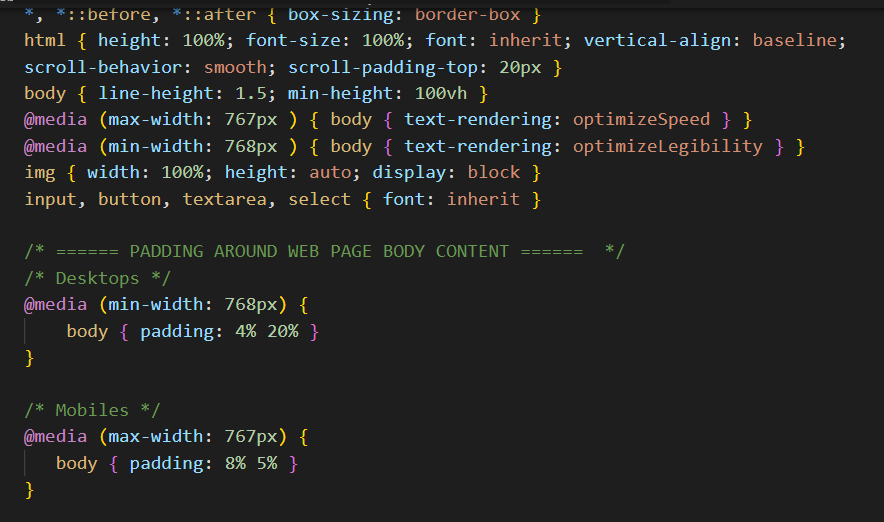 *, *::before, *::after { box-sizing: border-box }
html { height: 100%; font-size: 100%; font: inherit; vertical-align: baseline;
scroll-behavior: smooth; scroll-padding-top: 20px }
body { line-height: 1.5; min-height: 100vh }
@media (max-width: 767px ) { body { text-rendering: optimizeSpeed } }
@media (min-width: 768px ) { body { text-rendering: optimizeLegibility } }
img { width: 100%; height: auto; display: block }
input, button, textarea, select { font: inherit }
/* ====== PADDING AROUND WEB PAGE BODY CONTENT ======  */
/* Desktops */
@media (min-width: 768px) {
    body { padding: 4% 20% }
}
/* Mobiles */
@media (max-width: 767px) {
   body { padding: 8% 5% }
}